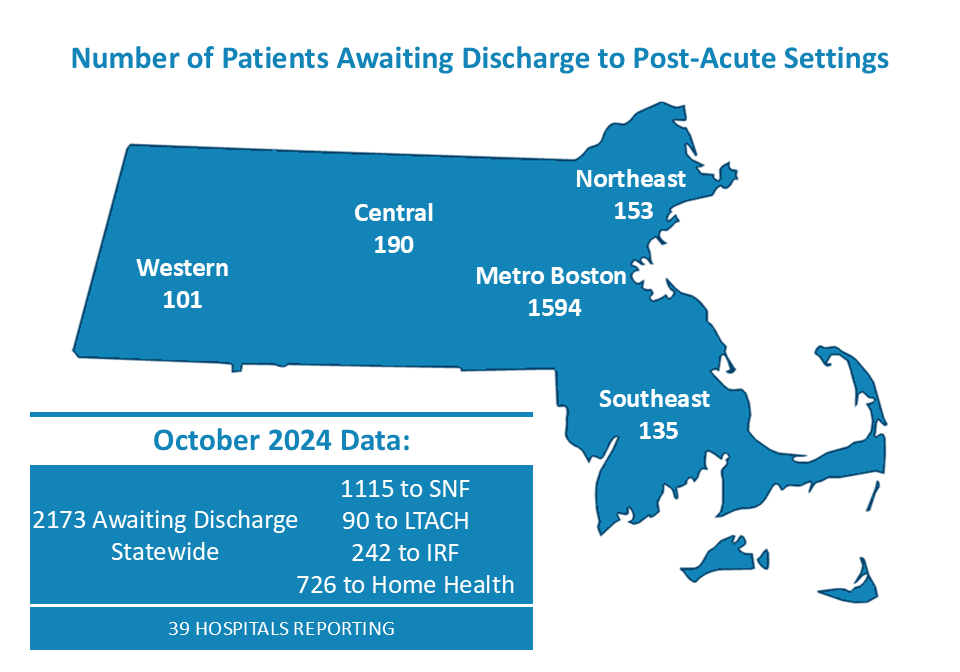 Number of Patients Awaiting Discharge to Post-Acute Settings
Northeast
153
Central
190
Western
101
Metro Boston
1594
Southeast
135
October 2024 Data:
2173 Awaiting Discharge
Statewide
1115 to SNF
90 to LTACH
242 to IRF
726 to Home Health
39 HOSPITALS REPORTING